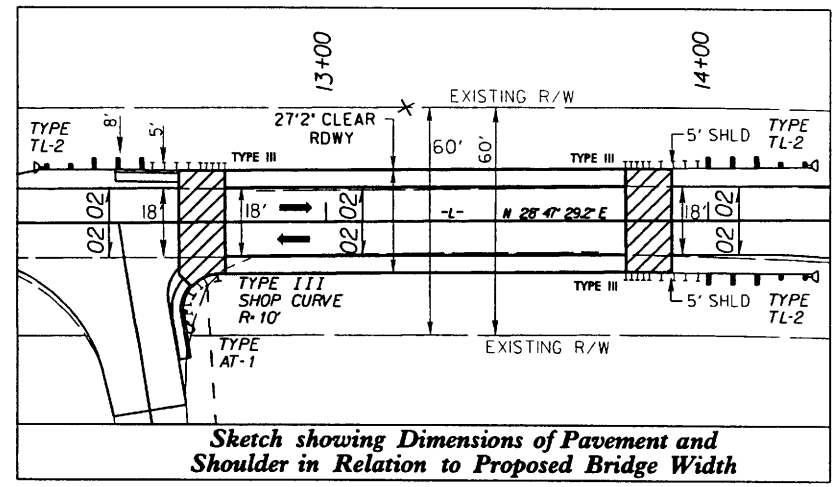 13+00
14+00
EXISTING R/W
TYPE
TL-2
8'
5'
27'2" CLEAR
RDWY
60'
60'
5' SHLD
TYPE
TL-2
TYPE III
TYPE III
02 02
18'
18'
02 02
-L-
N 28° 47' 29.2" E
18'
02 02
TYPE III
SHOP CURVE
R=10'
TYPE III
5' SHLD
TYPE
TL-2
TYPE
AT-1
EXISTING R/W
Sketch showing Dimensions of Pavement and
Shoulder in Relation to Proposed Bridge Width